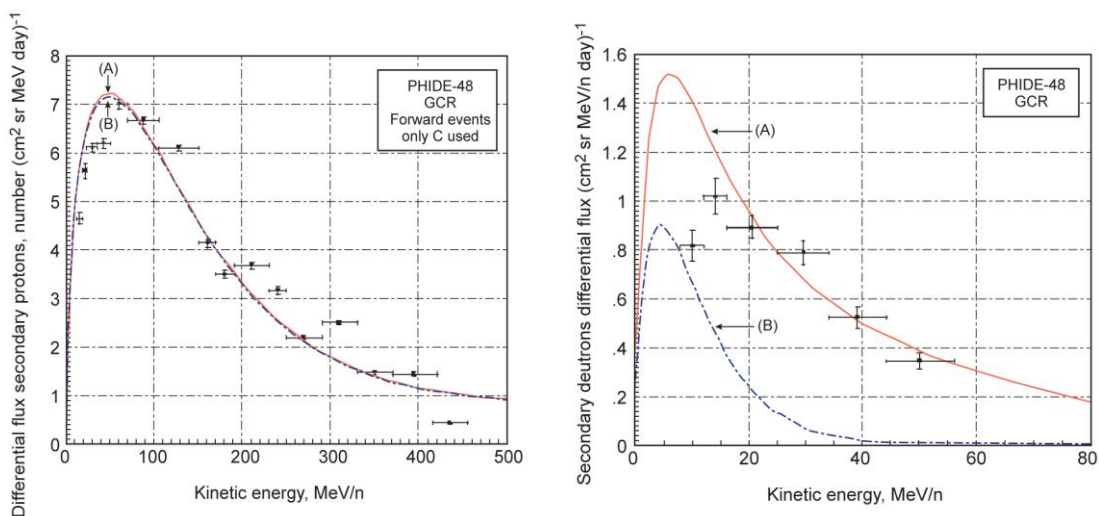 Differential flux secondary protons, number (cm² sr MeV day)⁻¹
8
7
6
5
4
3
2
1
0
(A)
(B)
PHIDE-48
GCR
Forward events
only C used
0
100
200
300
400
500
Kinetic energy, MeV/n
Secondary deutrons differential flux (cm² sr MeV/n day)⁻¹
1.6
1.4
1.2
1
.8
.6
.4
.2
0
(A)
(B)
PHIDE-48
GCR
0
20
40
60
80
Kinetic energy, MeV/n